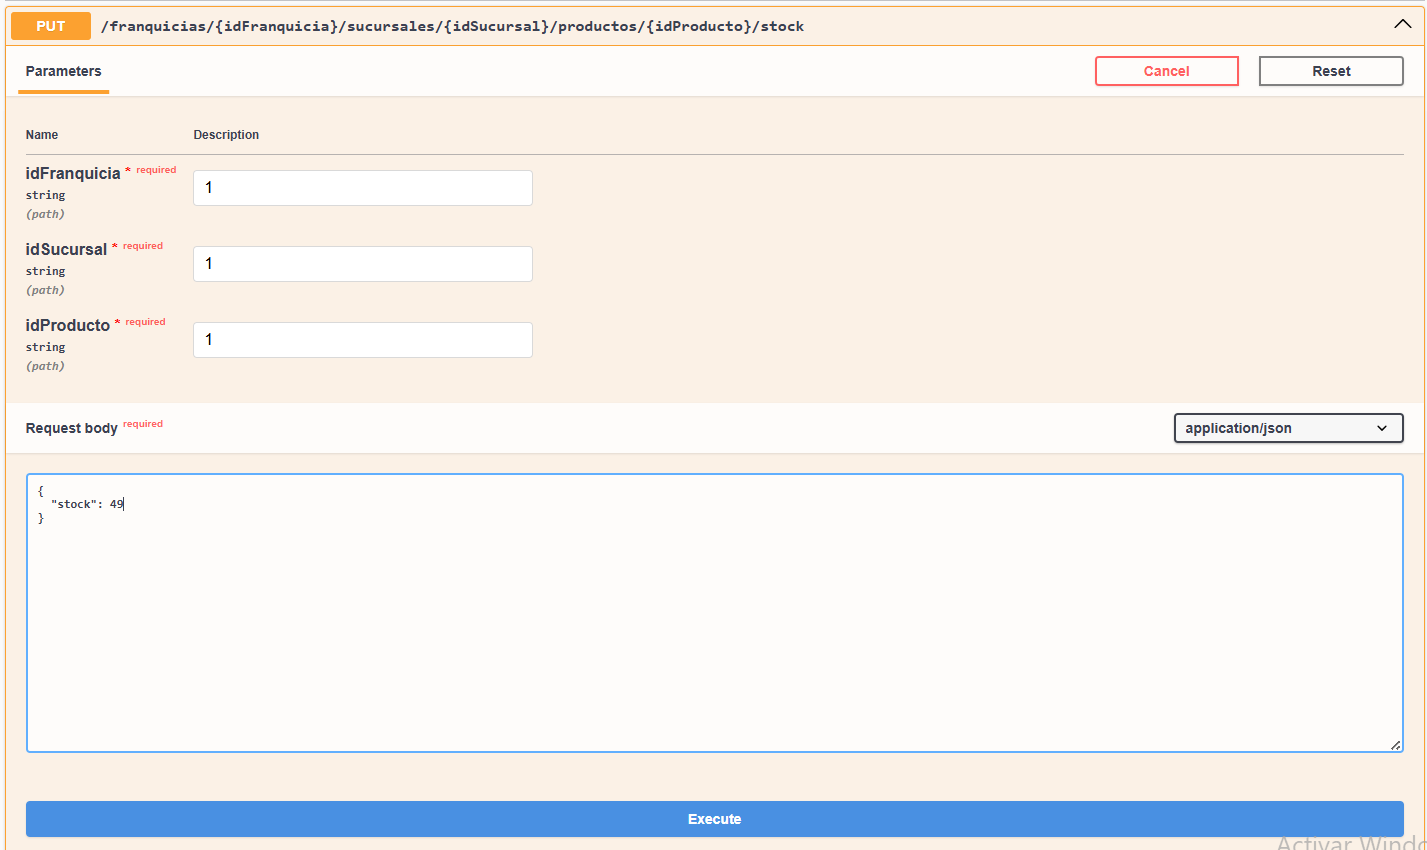 PUT /franquicias/{idFranquicia}/sucursales/{idSucursal}/productos/{idProducto}/stock
Parameters
Cancel
Reset
Name Description
idFranquicia * required
string
(path)
1
idSucursal * required
string
(path)
1
idProducto * required
string
(path)
1
Request body required
application/json
{
"stock": 49
}
Execute
Activar Windo